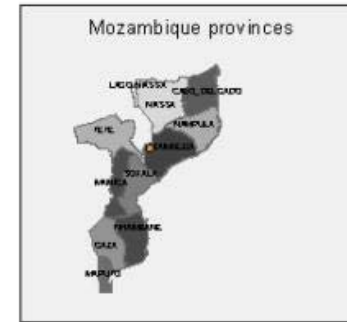 Mozambique provinces
LAGO NIASSA
NIASSA
CABO_DELGADO
NAMPULA
TETE
ZAMBEZIA
SOFALA
MANICA
INHAMBANE
GAZA
MAPUTO